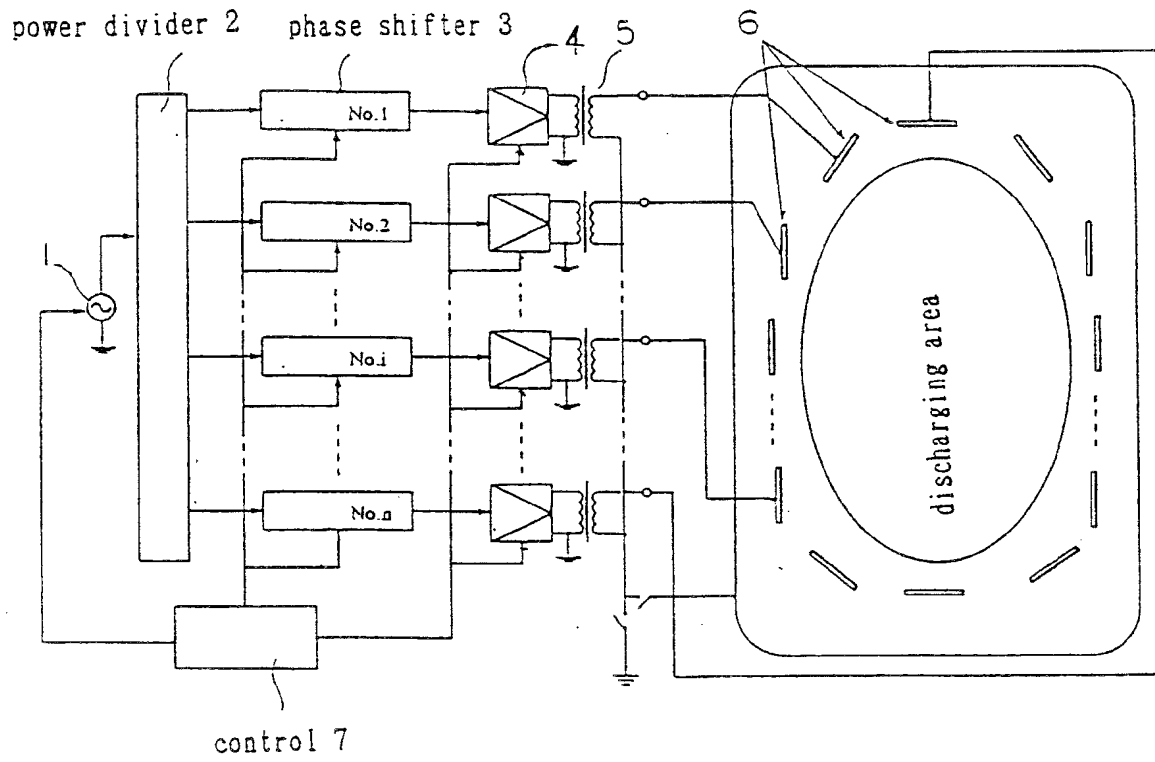 power divider 2
phase shifter 3
4
5
6
No.1
No.2
1
No.i
No.n
discharging area
control 7